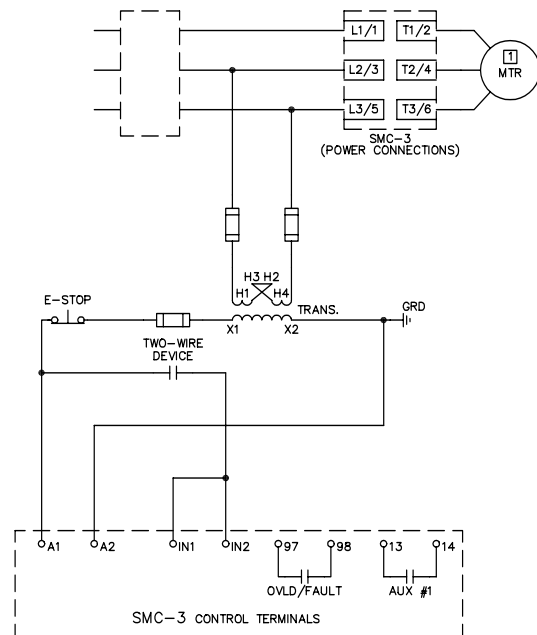 L1/1 T1/2
1
MTR
L2/3 T2/4
L3/5 T3/6
SMC-3
(POWER CONNECTIONS)
H3 H2
H1 H4
E-STOP
TRANS.
GRD
X1 X2
TWO-WIRE
DEVICE
A1 A2 IN1 IN2 97 98 13 14
OVLD/FAULT AUX #1
SMC-3 CONTROL TERMINALS